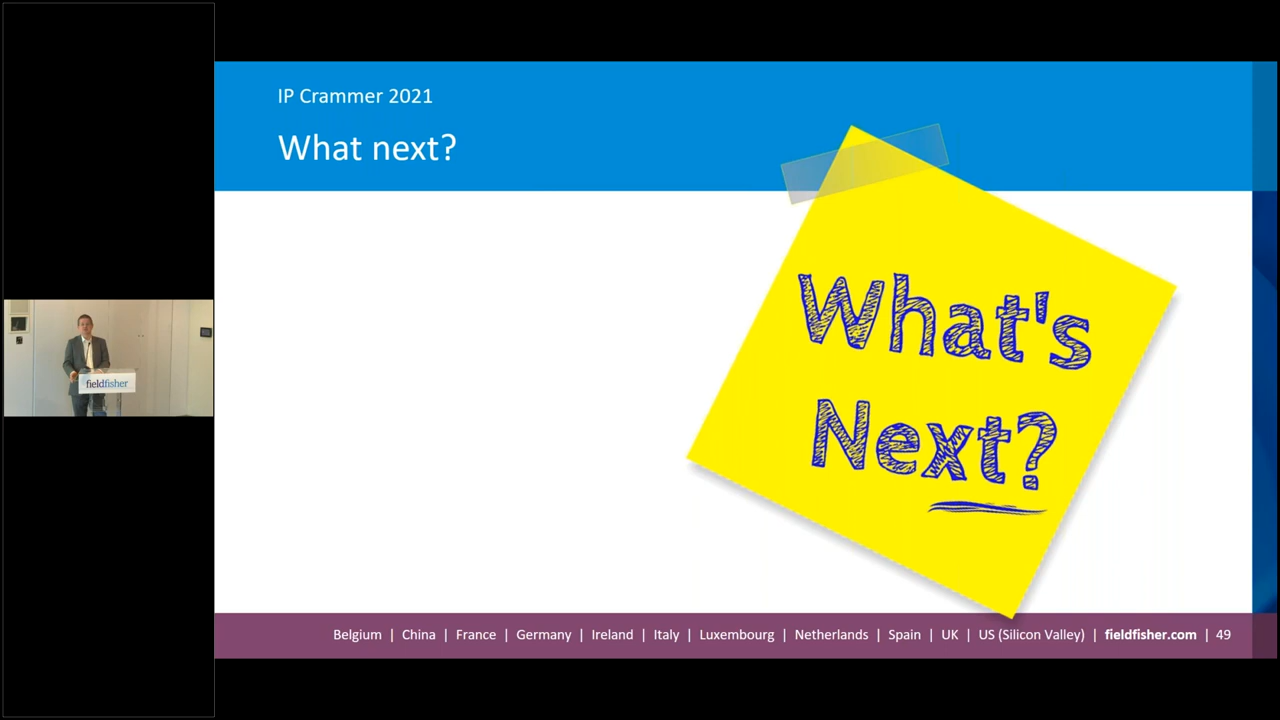 IP Crammer 2021
What next?
What's
Next?
fieldfisher
Belgium | China | France | Germany | Ireland | Italy | Luxembourg | Netherlands | Spain | UK | US (Silicon Valley) | fieldfisher.com | 49